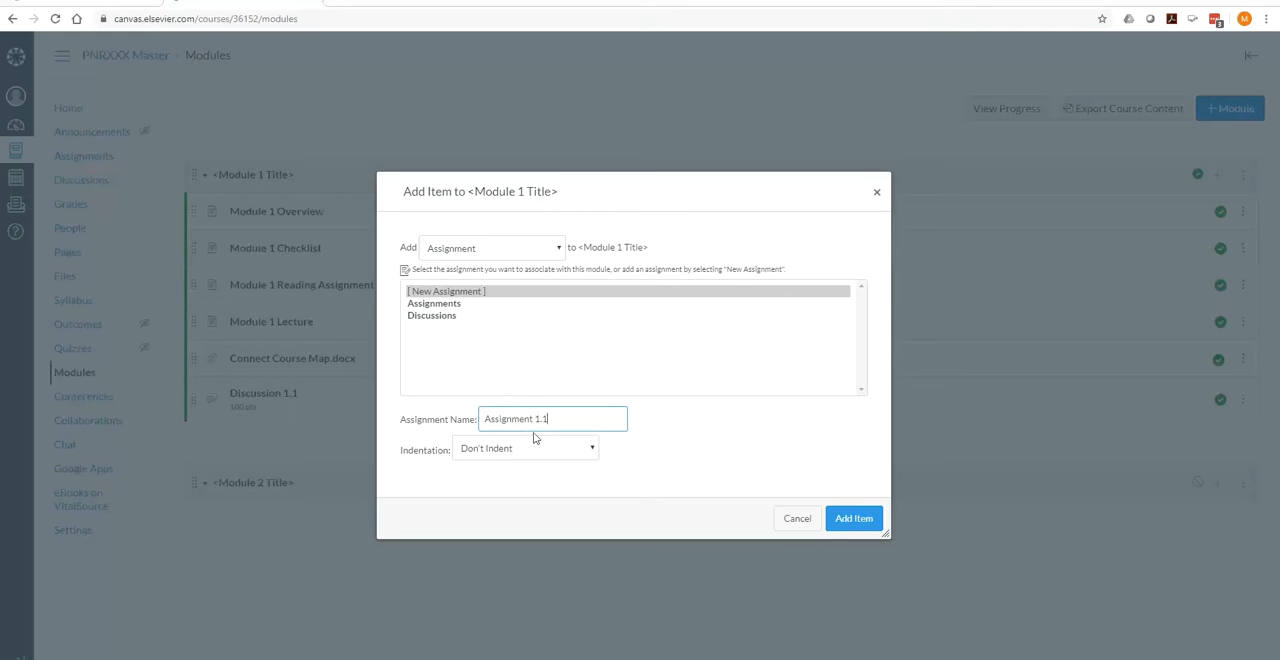 canvas.elsevier.com/courses/36152/modules
M
3
PNRXXX Master › Modules
Home
Announcements
Assignments
Discussions
Grades
People
Pages
Files
Syllabus
Outcomes
Quizzes
Modules
Conferences
Collaborations
Chat
Google Apps
eBooks on
VitalSource
Settings
View Progress
Export Course Content
+ Module
<Module 1 Title>
Module 1 Overview
Module 1 Checklist
Module 1 Reading Assignment
Module 1 Lecture
Connect Course Map.docx
Discussion 1.1
100 pts
<Module 2 Title>
Add Item to <Module 1 Title>
×
Add Assignment to <Module 1 Title>
Select the assignment you want to associate with this module, or add an assignment by selecting "New Assignment".
[ New Assignment ]
Assignments
Discussions
Assignment Name: Assignment 1.1
Indentation: Don't Indent
Cancel
Add Item